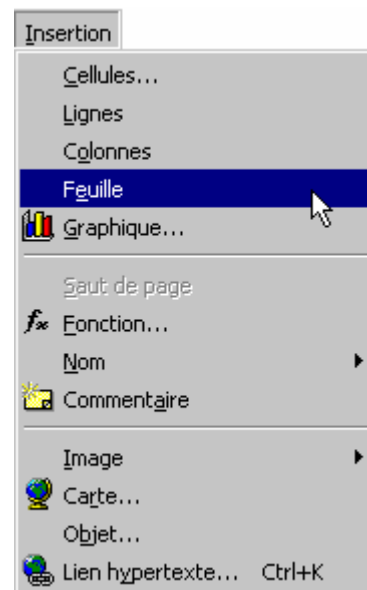 Insertion
Cellules...
Lignes
Colonnes
Feuille
Graphique...
Saut de page
Fonction...
Nom
Commentaire
Image
Carte...
Objet...
Lien hypertexte... Ctrl+K